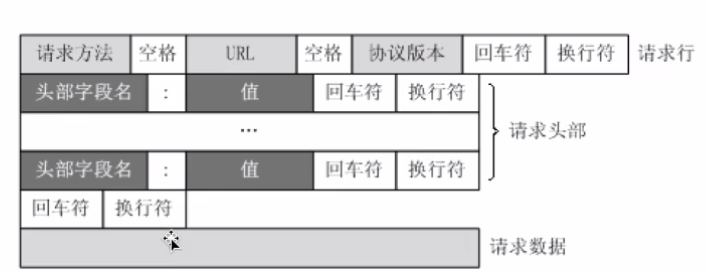 请求方法 空格 URL 空格 协议版本 回车符 换行符 请求行
头部字段名 : 值 回车符 换行符
… 请求头部
头部字段名 : 值 回车符 换行符
回车符 换行符
请求数据